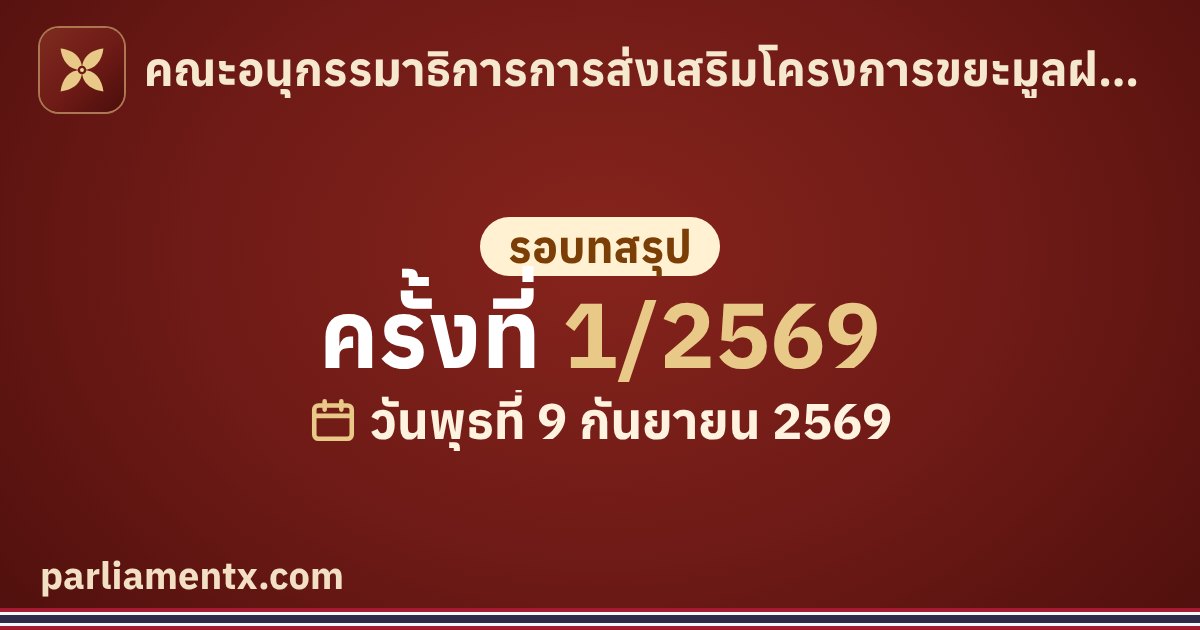 คณะอนุกรรมาธิการการส่งเสริมโครงการขยะมูลฝ...
รอบทสรุป
ครั้งที่ 1/2569
วันพุธที่ 9 กันยายน 2569
parliamentx.com